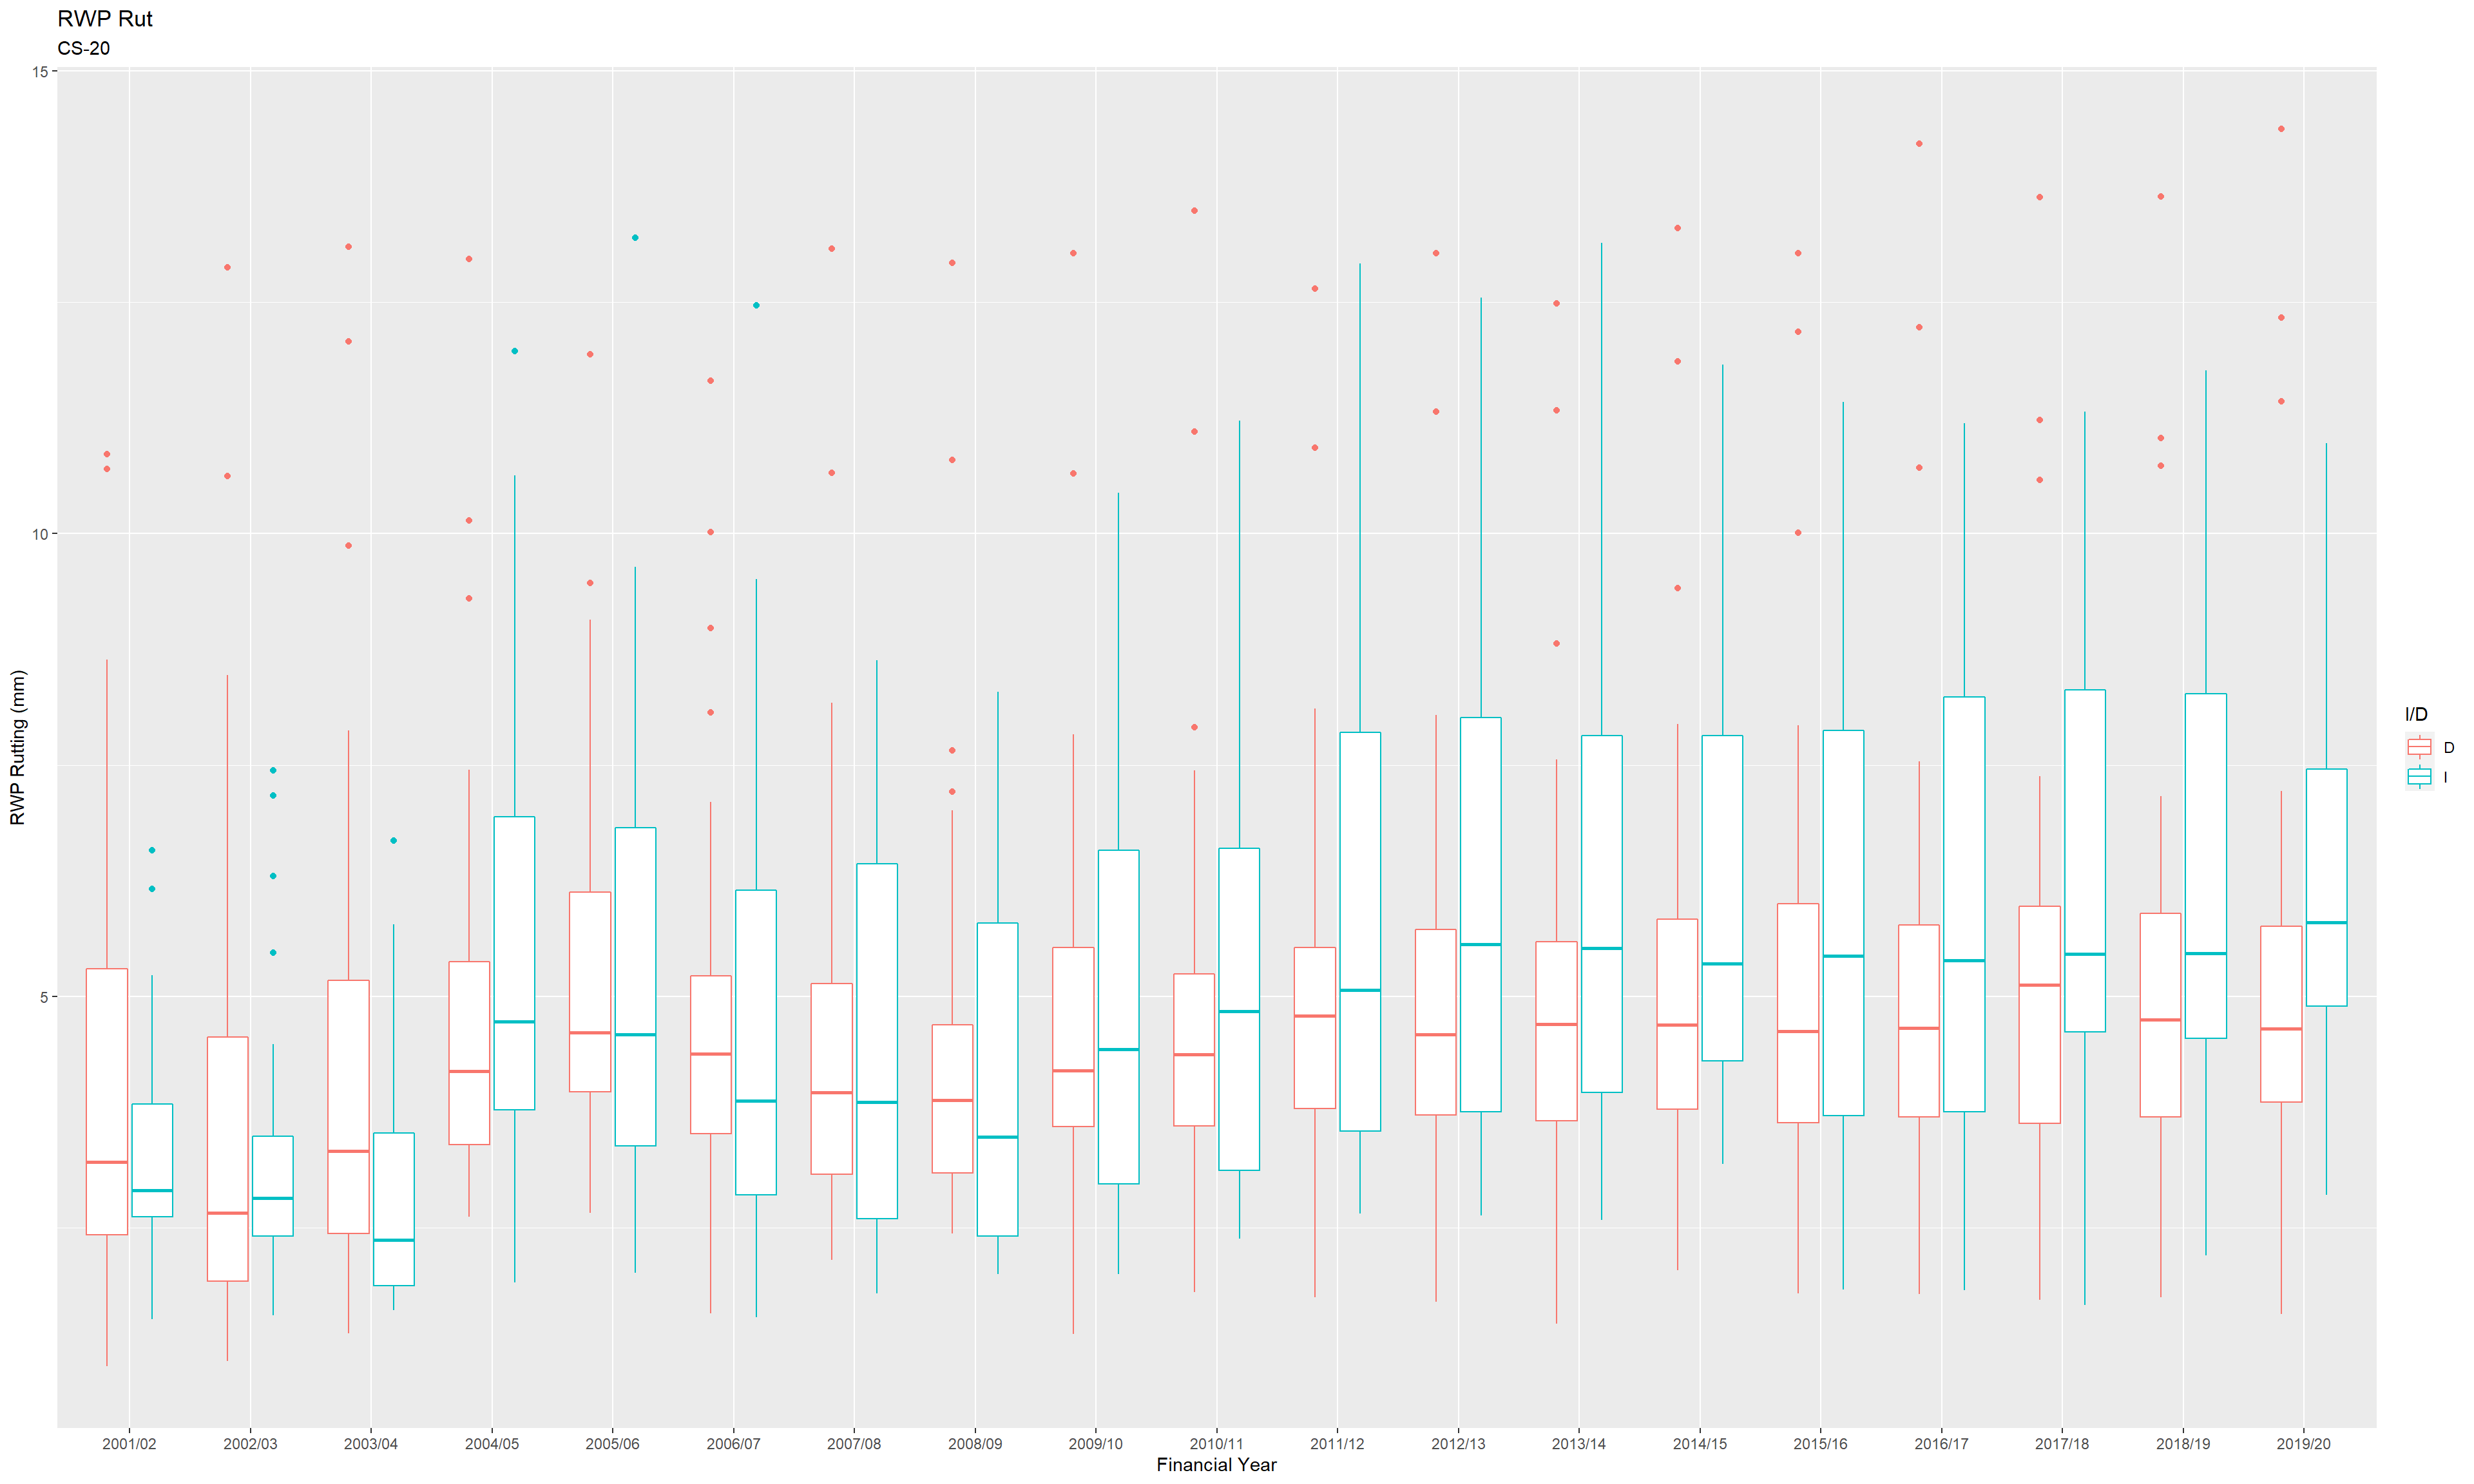 RWP Rut
CS-20
15
10
5
RWP Rutting (mm)
2001/02 2002/03 2003/04 2004/05 2005/06 2006/07 2007/08 2008/09 2009/10 2010/11 2011/12 2012/13 2013/14 2014/15 2015/16 2016/17 2017/18 2018/19 2019/20
Financial Year
I/D
D
I